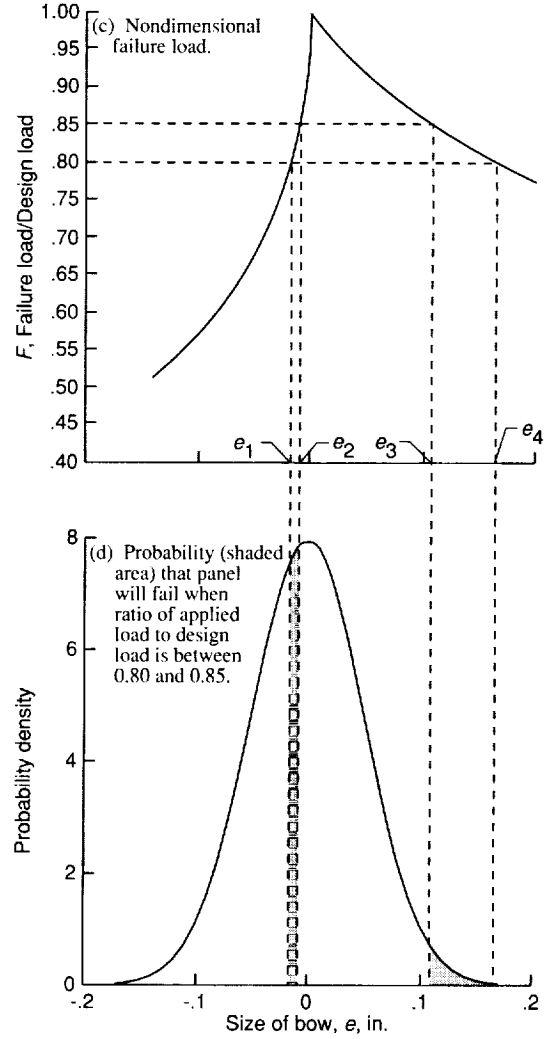 (c) Nondimensional
failure load.
F, Failure load/Design load
1.00
.95
.90
.85
.80
.75
.70
.65
.60
.55
.50
.45
.40
e1
e2
e3
e4
(d) Probability (shaded
area) that panel
will fail when
ratio of applied
load to design
load is between
0.80 and 0.85.
Probability density
8
6
4
2
0
-.2
-.1
0
.1
.2
Size of bow, e, in.